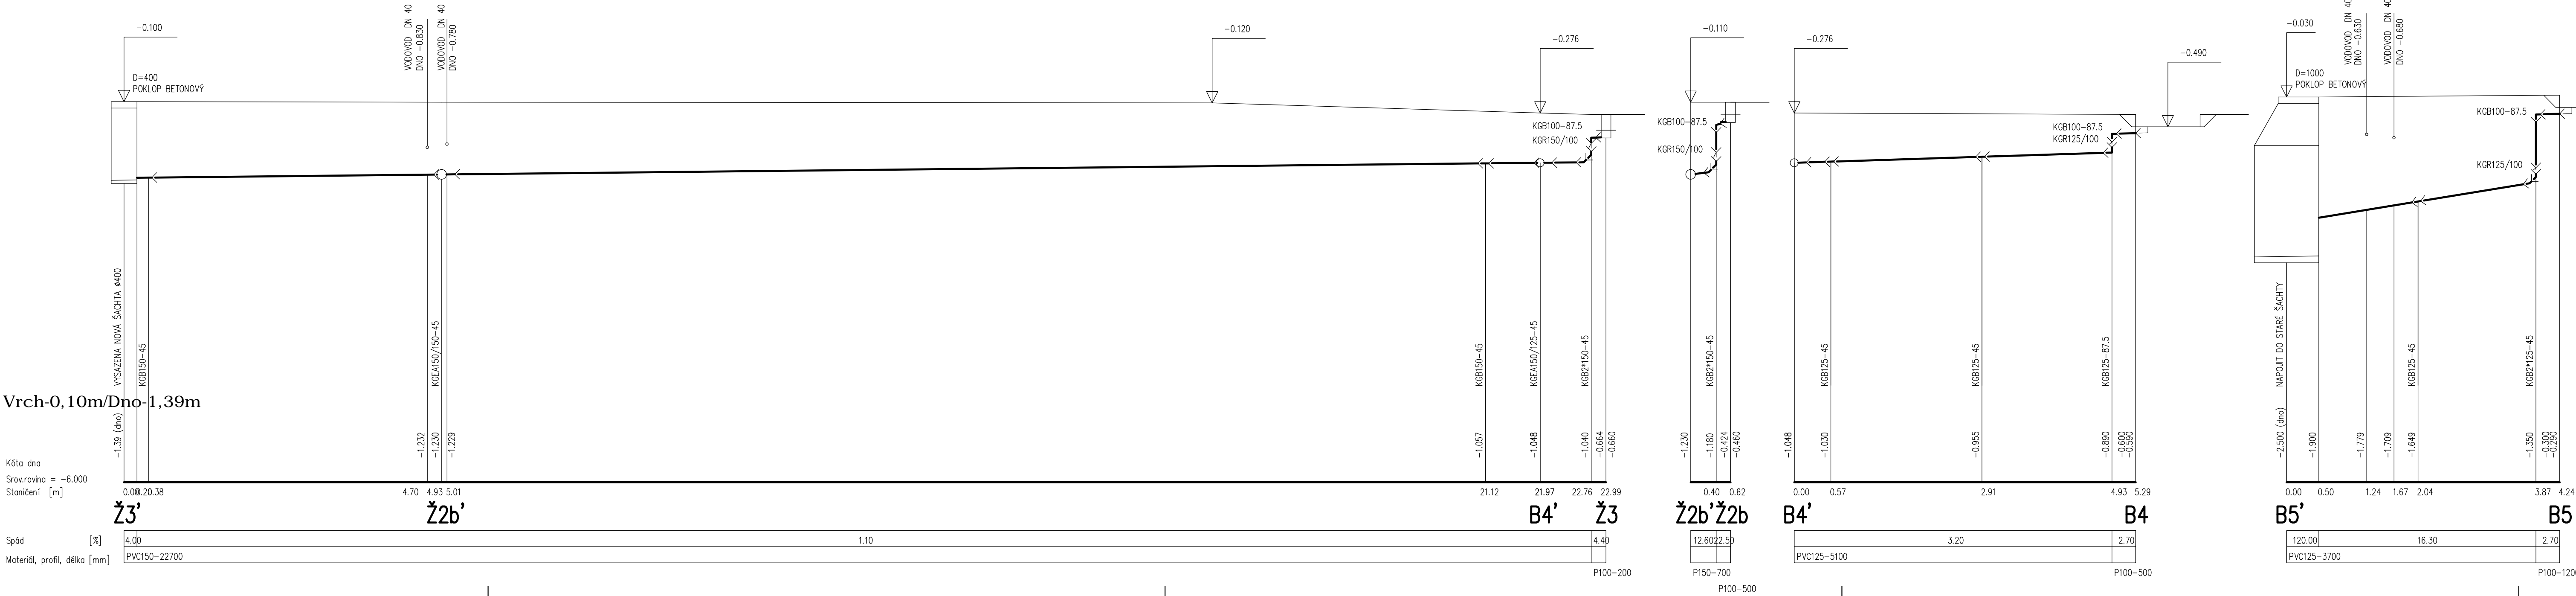 -0.100
D=400
POKLOP BETONOVÝ
VODOVOD DN 40
DNO -0.830
VODOVOD DN 40
DNO -0.780
-0.120
-0.276
KGB100-87.5
KGR150/100
-0.110
KGB100-87.5
KGR150/100
-0.276
-0.490
KGB100-87.5
KGR125/100
-0.030
D=1000
POKLOP BETONOVÝ
VODOVOD DN 40
DNO -0.630
VODOVOD DN 40
DNO -0.680
KGB100-87.5
KGR125/100
VYSAZENA NOVÁ ŠACHTA ø400
KGB150-45
KGEA150/150-45
KGB150-45
KGEA150/125-45
KGB2*150-45
KGB2*150-45
KGB125-45
KGB125-45
KGB125-87.5
NAPOJIT DO STARÉ ŠACHTY
KGB125-45
KGB2*125-45
Vrch-0,10m/Dno-1,39m
Kóta dna
-1.39 (dno)
-1.232
-1.230
-1.229
-1.057
-1.048
-1.040
-0.664
-0.660
-1.230
-1.180
-0.424
-0.460
-1.048
-1.030
-0.955
-0.890
-0.600
-0.590
-2.500 (dno)
-1.900
-1.779
-1.709
-1.649
-1.350
-0.300
-0.290
Srov.rovina = -6.000
Staničení [m] 0.00 0.20 0.38 4.70 4.93 5.01 21.12 21.97 22.76 22.99 0.40 0.62 0.00 0.57 2.91 4.93 5.29 0.00 0.50 1.24 1.67 2.04 3.87 4.24
Ž3' Ž2b' B4' Ž3 Ž2b' Ž2b B4' B4 B5' B5
Spád [%] 4.00 1.10 4.40 12.60 22.50 3.20 2.70 120.00 16.30 2.70
Materiál, profil, délka [mm] PVC150-22700 PVC125-5100 PVC125-3700
P100-200 P150-700 P100-500 P100-1200
P100-500